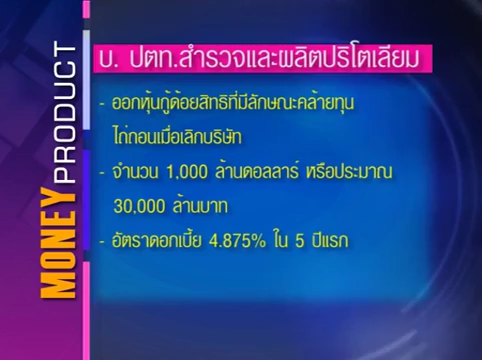 MONEY PRODUCT
บ. ปตท.สำรวจและผลิตปริโตเลียม
- ออกหุ้นกู้ด้อยสิทธิที่มีลักษณะคล้ายทุน
ไถ่ถอนเมื่อเลิกบริษัท
- จำนวน 1,000 ล้านดอลลาร์ หรือประมาณ
30,000 ล้านบาท
- อัตราดอกเบี้ย 4.875% ใน 5 ปีแรก